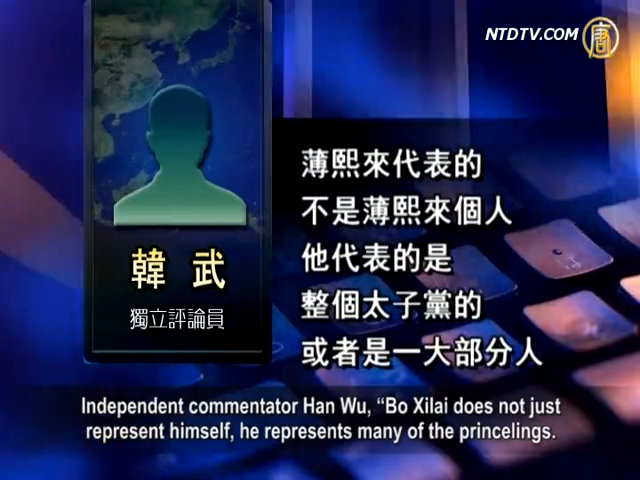 NTDTV.COM
唐
薄熙來代表的
不是薄熙來個人
他代表的是
整個太子黨的
或者是一大部分人
韓 武
獨立評論員
Independent commentator Han Wu, “Bo Xilai does not just
represent himself, he represents many of the princelings.